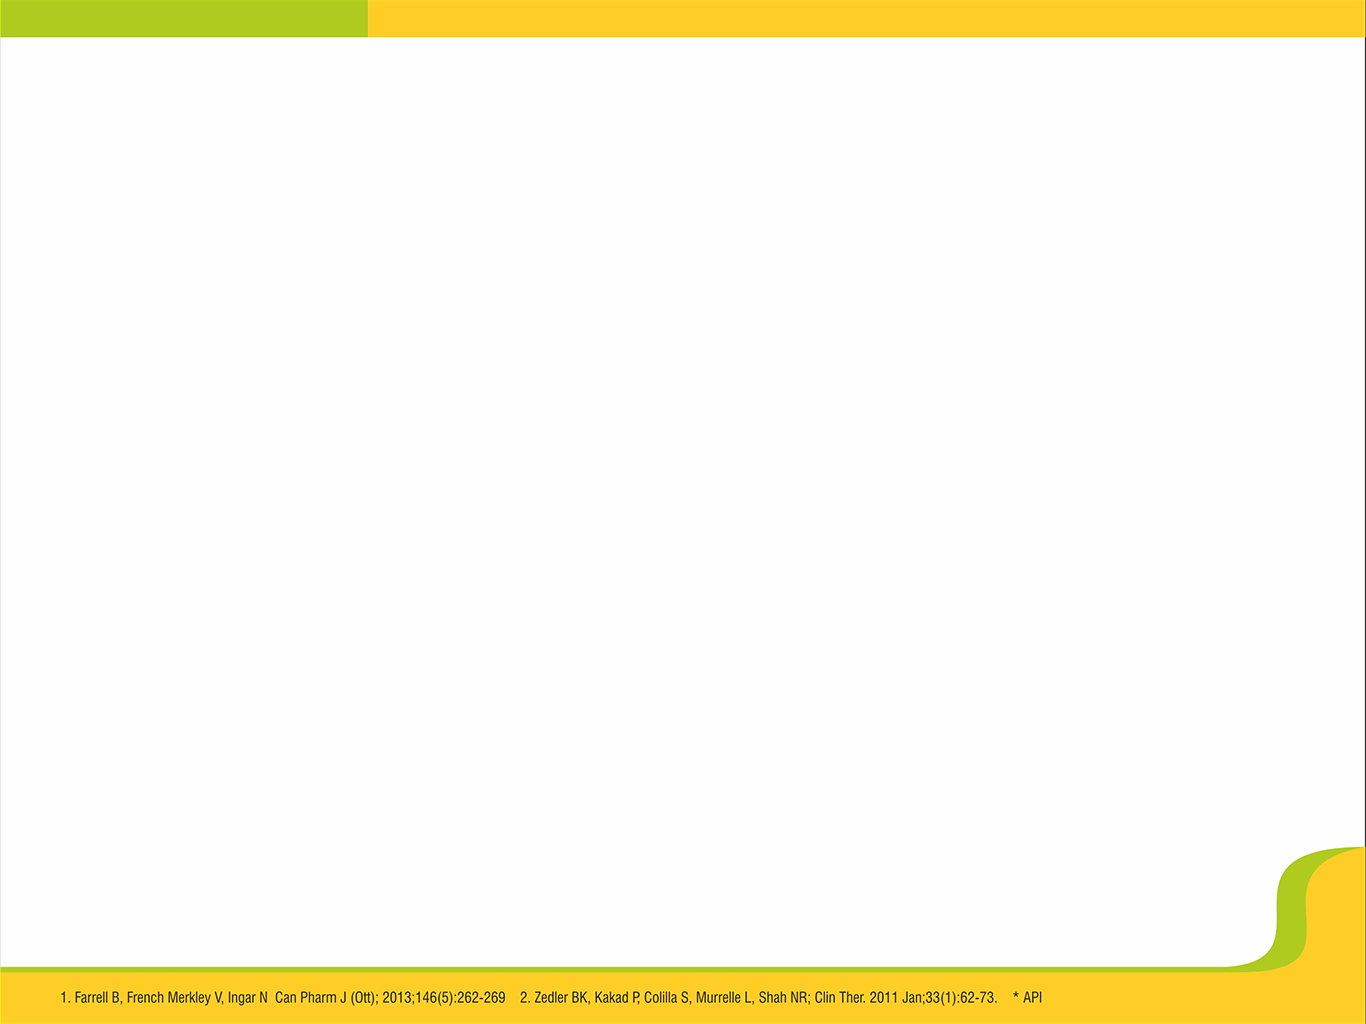 1. Farrell B, French Merkley V, Ingar N  Can Pharm J (Ott); 2013;146(5):262-269    2. Zedler BK, Kakad P, Colilla S, Murrelle L, Shah NR; Clin Ther. 2011 Jan;33(1):62-73.    * API